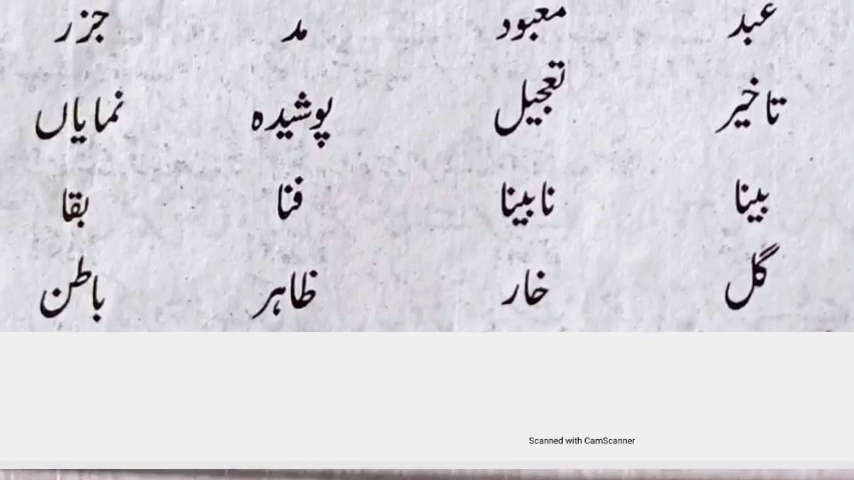 عبد معبود مد جزر
تاخیر تعجیل پوشیدہ نمایاں
بینا نابینا فنا بقا
گل خار ظاہر باطن
Scanned with CamScanner